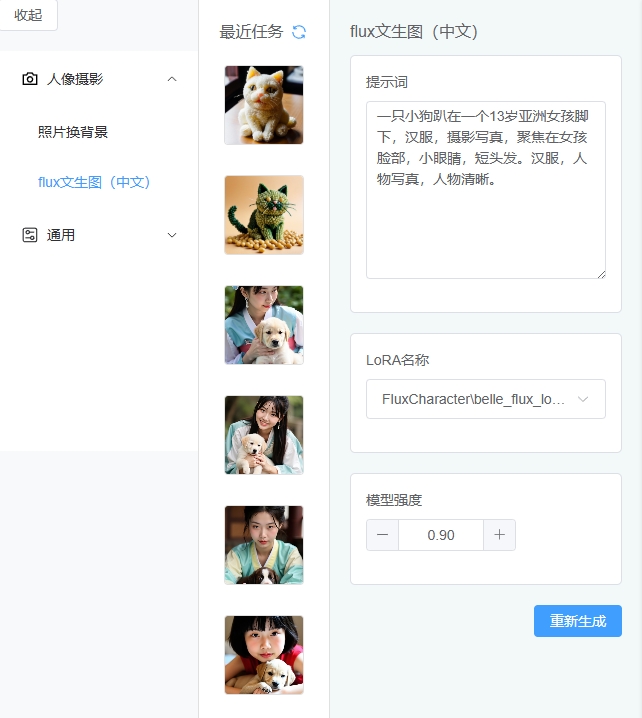 收起
人像摄影
照片换背景
flux文生图（中文）
通用
最近任务
flux文生图（中文）
提示词
一只小狗趴在一个13岁亚洲女孩脚
下，汉服，摄影写真，聚焦在女孩
脸部，小眼睛，短头发。汉服，人
物写真，人物清晰。
LoRA名称
FluxCharacter\belle_flux_lo...
模型强度
0.90
重新生成